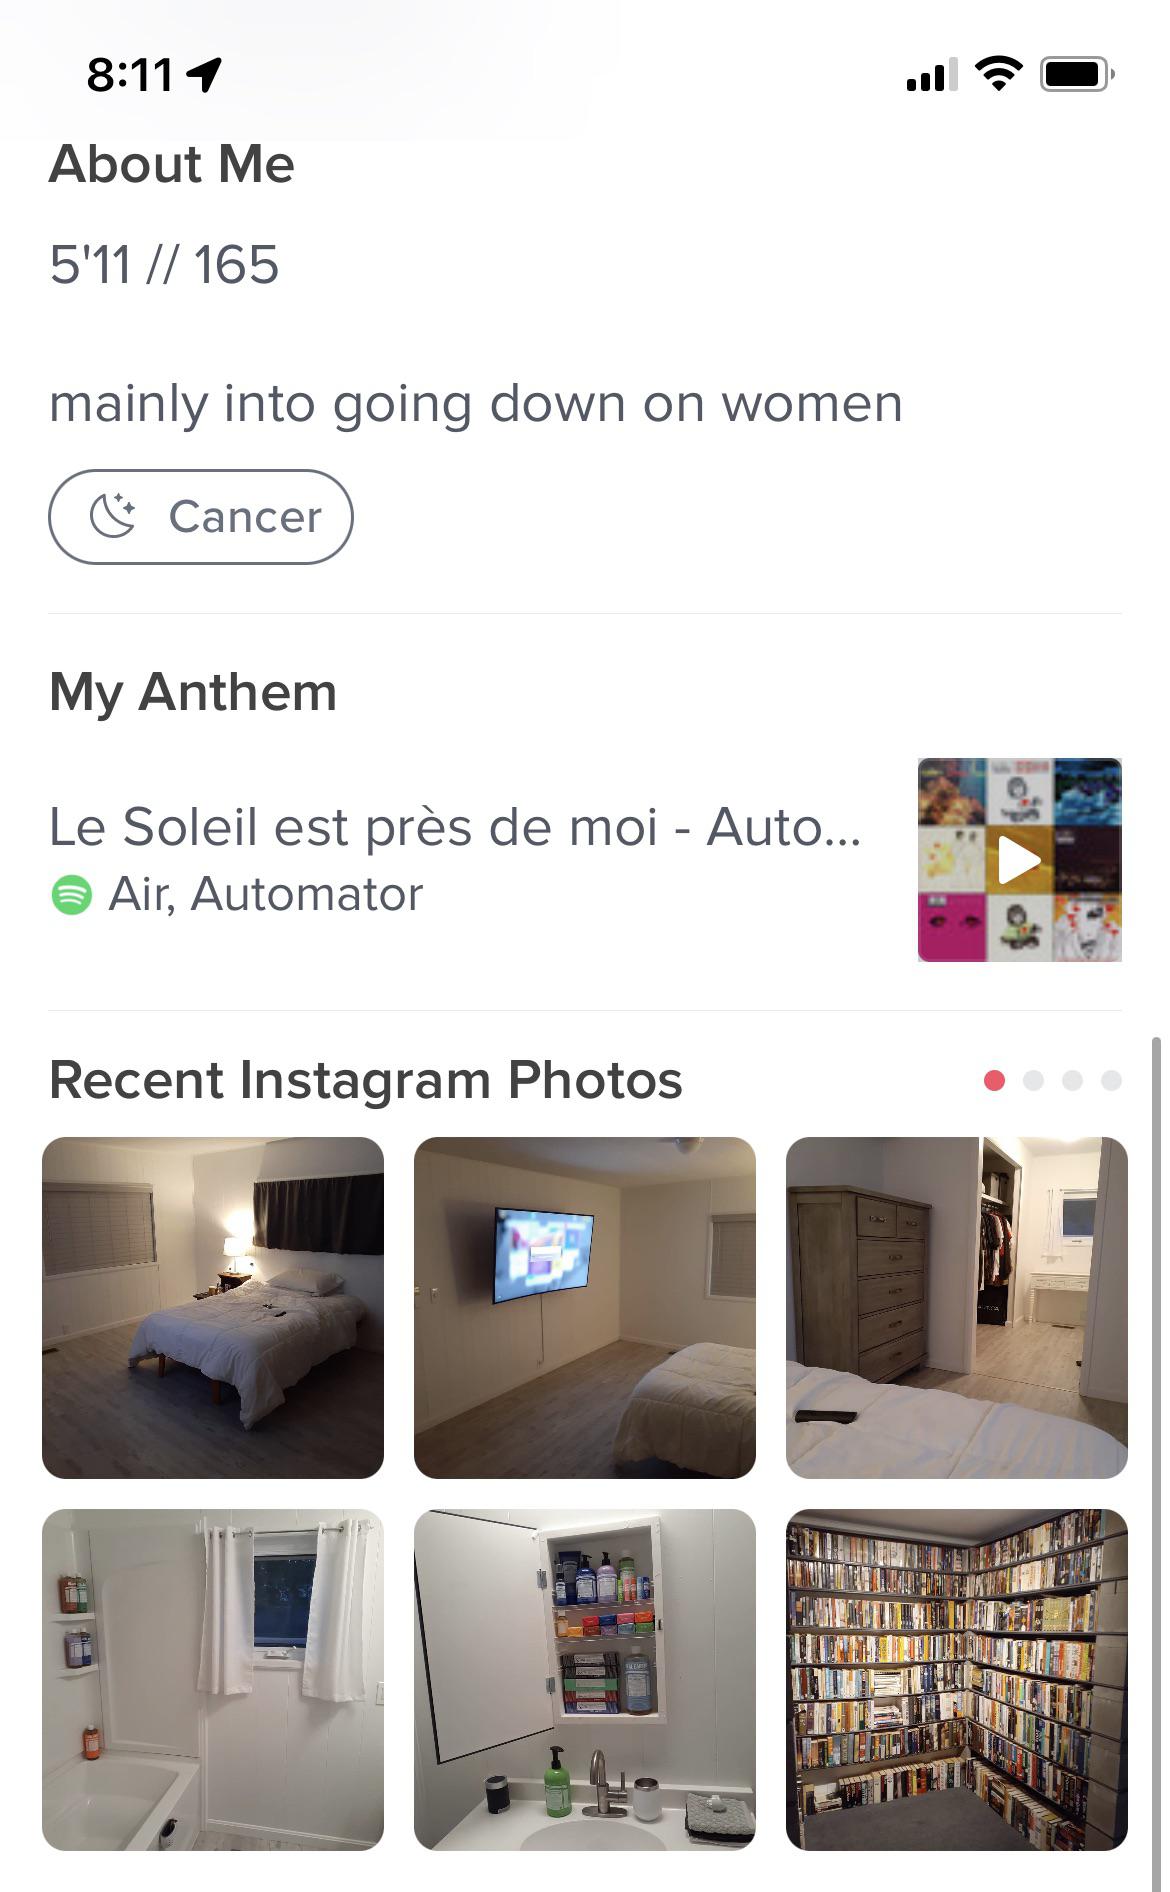 8:11
About Me
5'11 // 165
mainly into going down on women
Cancer
My Anthem
Le Soleil est près de moi - Auto...
Air, Automator
Recent Instagram Photos